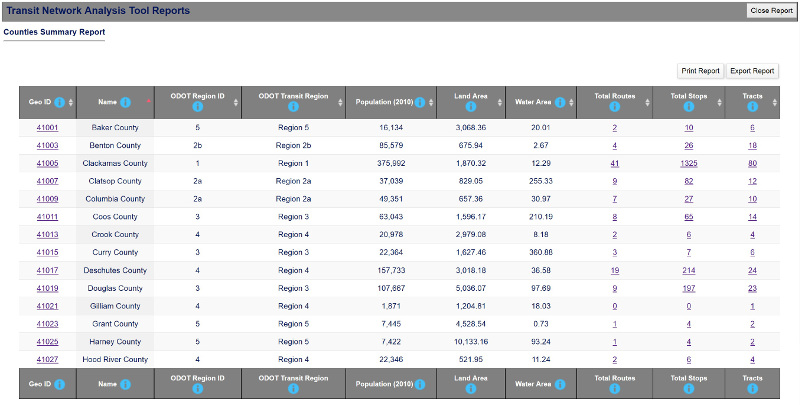 Transit Network Analysis Tool Reports Close Report
Counties Summary Report
Print Report Export Report
Geo ID Name ODOT Region ID ODOT Transit Region Population (2010) Land Area Water Area Total Routes Total Stops Tracts
41001 Baker County 5 Region 5 16,134 3,068.36 20.01 2 10 6
41003 Benton County 2b Region 2b 85,579 675.94 2.67 4 26 18
41005 Clackamas County 1 Region 1 375,992 1,870.32 12.29 41 1325 80
41007 Clatsop County 2a Region 2a 37,039 829.05 255.33 9 82 12
41009 Columbia County 2a Region 2a 49,351 657.36 30.97 7 27 10
41011 Coos County 3 Region 3 63,043 1,596.17 210.19 8 65 14
41013 Crook County 4 Region 4 20,978 2,979.08 8.18 2 6 4
41015 Curry County 3 Region 3 22,364 1,627.46 360.88 3 7 6
41017 Deschutes County 4 Region 4 157,733 3,018.18 36.58 19 214 24
41019 Douglas County 3 Region 3 107,667 5,036.07 97.69 9 197 23
41021 Gilliam County 4 Region 4 1,871 1,204.81 18.03 0 0 1
41023 Grant County 5 Region 5 7,445 4,528.54 0.73 1 4 2
41025 Harney County 5 Region 5 7,422 10,133.16 93.24 1 4 2
41027 Hood River County 4 Region 4 22,346 521.95 11.24 2 6 4
Geo ID Name ODOT Region ID ODOT Transit Region Population (2010) Land Area Water Area Total Routes Total Stops Tracts